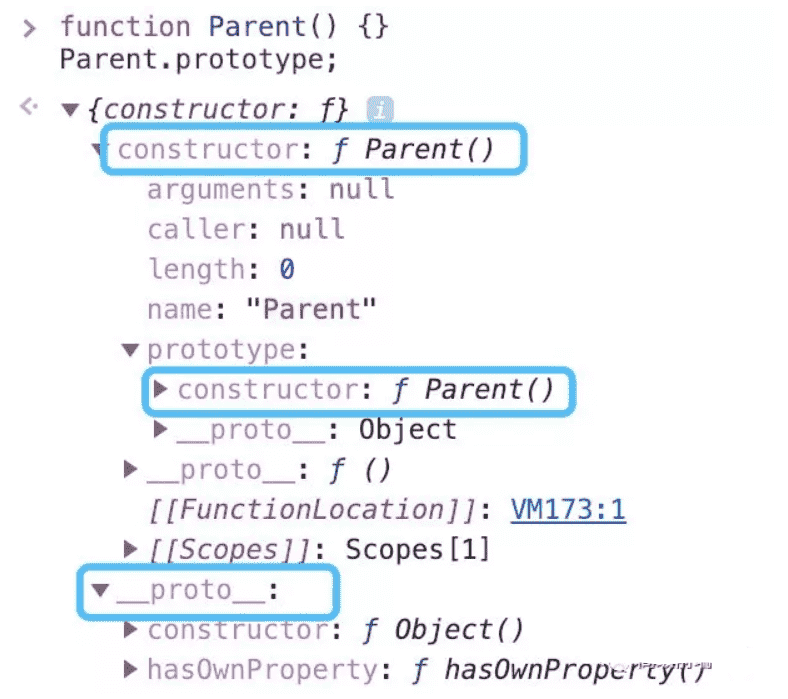 > function Parent() {}
Parent.prototype;
<· ▼ {constructor: ƒ} i
▼ constructor: ƒ Parent()
arguments: null
caller: null
length: 0
name: "Parent"
▼ prototype:
▶ constructor: ƒ Parent()
▶ __proto__: Object
▶ __proto__: ƒ ()
[[FunctionLocation]]: VM173:1
▶ [[Scopes]]: Scopes[1]
▼ __proto__:
▶ constructor: ƒ Object()
▶ hasOwnProperty: ƒ hasOwnProperty()